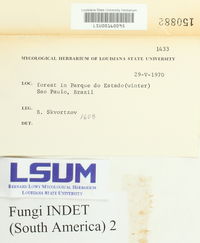 Louisiana State University Herbarium
150882
1433
MYCOLOGICAL HERBARIUM OF LOUISIANA STATE UNIVERSITY
29-V-1970
LOC. forest in Parque do Estado(winter)
Sao Paulo, Brazil
LEG. B. Skvortzov 1608
DET.
LSUM
BERNARD LOWY MYCOLOGICAL HERBARIUM
LOUISIANA STATE UNIVERSITY
Fungi INDET
(South America) 2